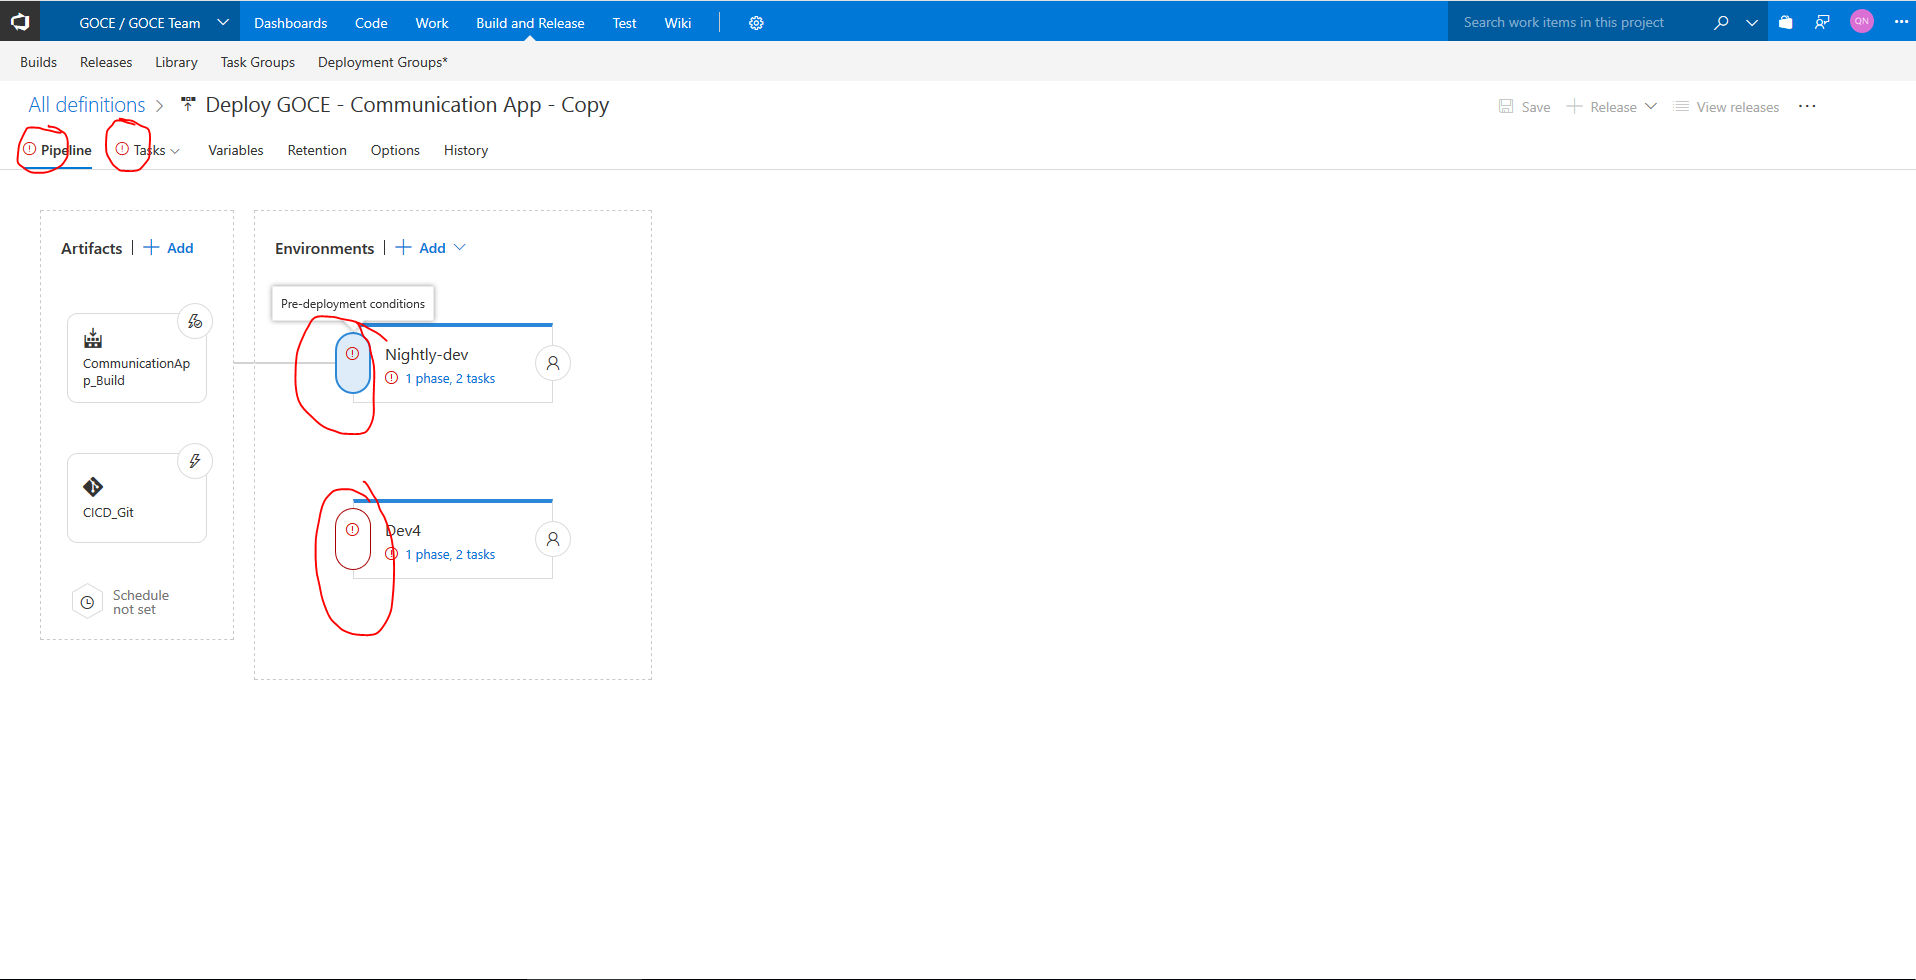 GOCE / GOCE Team Dashboards Code Work Build and Release Test Wiki Search work items in this project QN
Builds Releases Library Task Groups Deployment Groups*
All definitions > Deploy GOCE - Communication App - Copy Save + Release View releases ...
Pipeline Tasks Variables Retention Options History
Artifacts | + Add
CommunicationAp
p_Build
CICD_Git
Schedule
not set
Environments | + Add
Pre-deployment conditions
Nightly-dev
1 phase, 2 tasks
Dev4
1 phase, 2 tasks